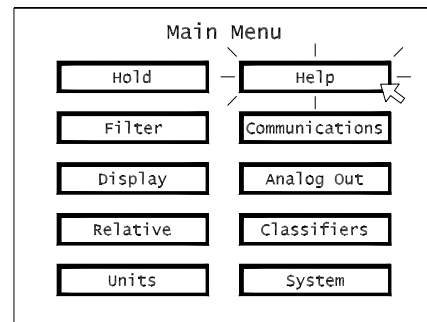 Main Menu
Hold Help
Filter Communications
Display Analog Out
Relative Classifiers
Units System